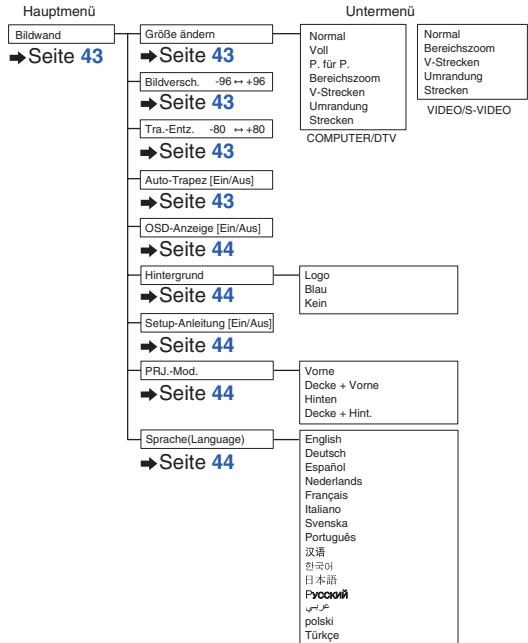 Hauptmenü
Untermenü
Bildwand
➡Seite 43
Größe ändern
➡Seite 43
Bildversch. -96↔+96
➡Seite 43
Tra.-Entz. -80 ↔+80
➡Seite 43
Auto-Trapez [Ein/Aus]
➡Seite 43
OSD-Anzeige [Ein/Aus]
➡Seite 44
Hintergrund
➡Seite 44
Setup-Anleitung [Ein/Aus]
➡Seite 44
PRJ.-Mod.
➡Seite 44
Sprache(Language)
➡Seite 44
Normal
Voll
P. für P.
Bereichszoom
V-Strecken
Umrandung
Strecken
COMPUTER/DTV
Normal
Bereichszoom
V-Strecken
Umrandung
Strecken
VIDEO/S-VIDEO
Logo
Blau
Kein
Vorne
Decke + Vorne
Hinten
Decke + Hint.
English
Deutsch
Español
Nederlands
Français
Italiano
Svenska
Português
汉语
한국어
日本語
Русский
عربي
polski
Türkçe